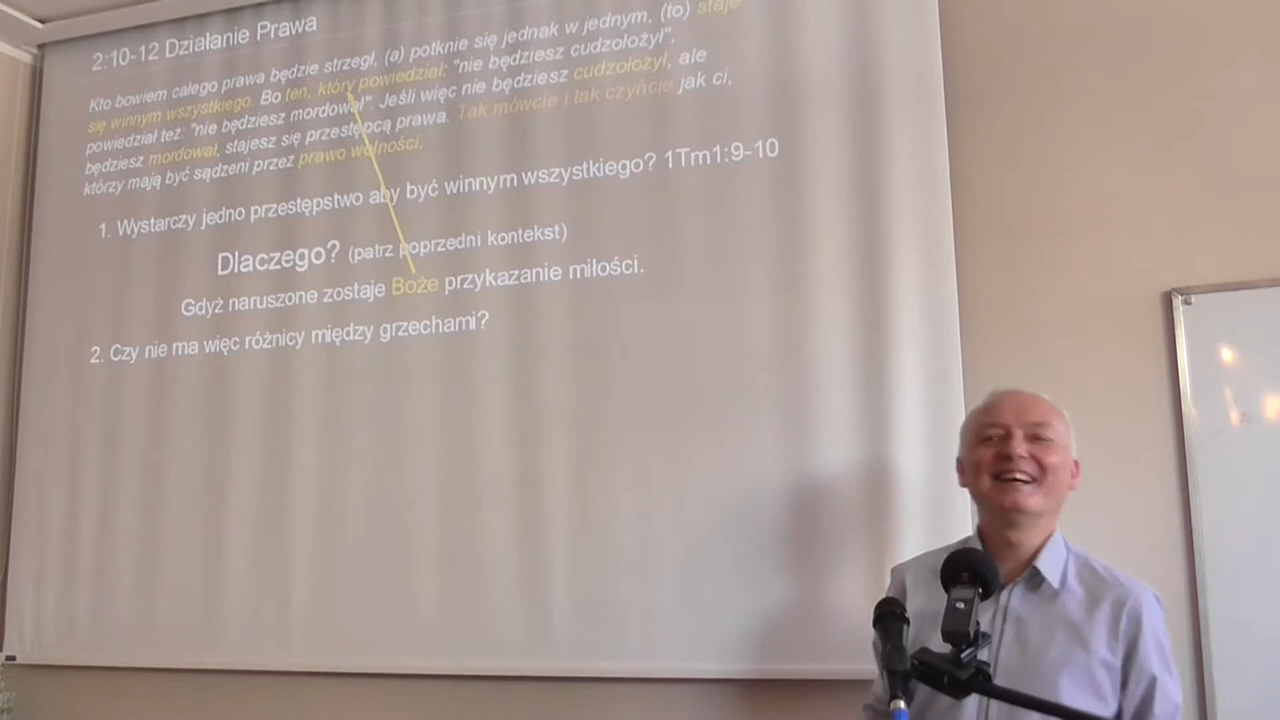 2:10-12 Działanie Prawa
Kto bowiem całego prawa będzie strzegł, (a) potknie się jednak w jednym, (to) staje
się winnym wszystkiego. Bo ten, który powiedział: "nie będziesz cudzołożył",
powiedział też: "nie będziesz mordował". Jeśli więc nie będziesz cudzołożył, ale
będziesz mordował, stajesz się przestępcą prawa. Tak mówcie i tak czyńcie jak ci,
którzy mają być sądzeni przez prawo wolności.
1. Wystarczy jedno przestępstwo aby być winnym wszystkiego? 1Tm1:9-10
Dlaczego? (patrz poprzedni kontekst)
Gdyż naruszone zostaje Boże przykazanie miłości.
2. Czy nie ma więc różnicy między grzechami?